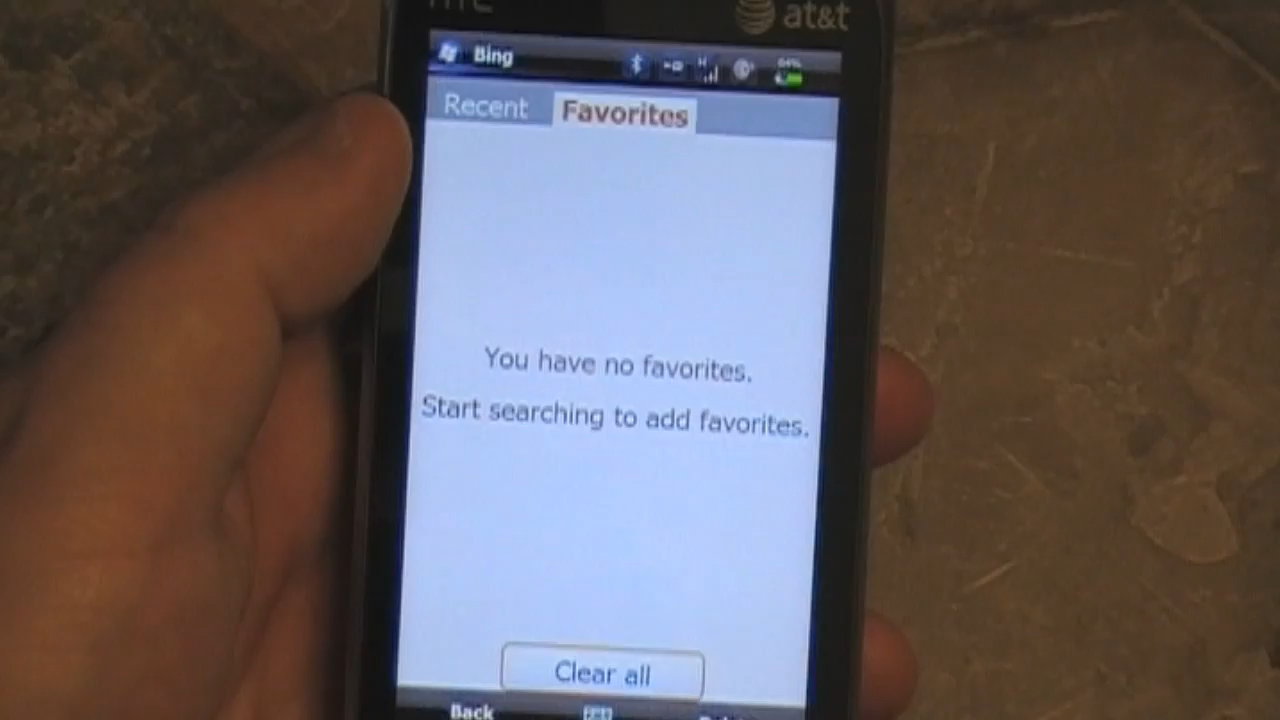 at&t
Bing
Recent Favorites
You have no favorites.
Start searching to add favorites.
Clear all
Back